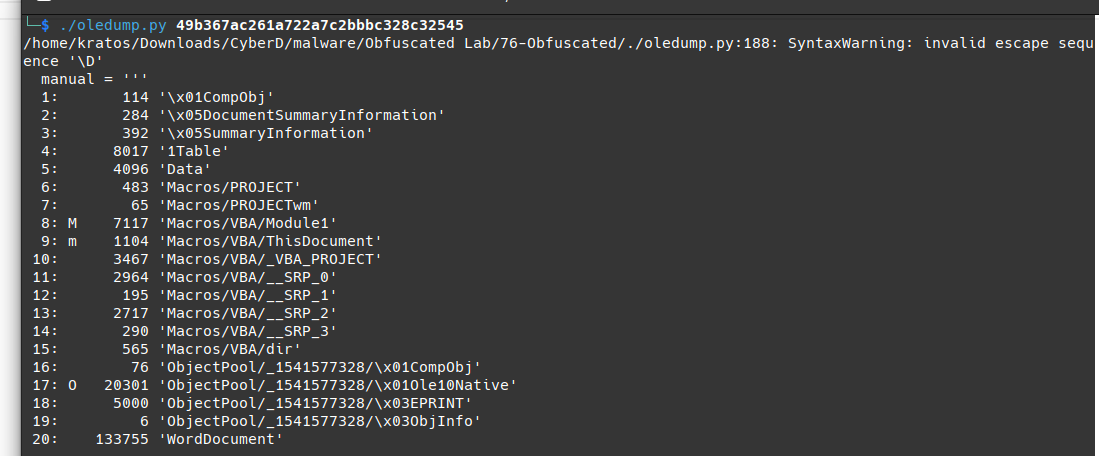 └─$ ./oledump.py 49b367ac261a722a7c2bbbc328c32545
/home/kratos/Downloads/CyberD/malware/Obfuscated Lab/76-Obfuscated/./oledump.py:188: SyntaxWarning: invalid escape sequ
ence '\D'
  manual = '''
  1:       114 '\x01CompObj'
  2:       284 '\x05DocumentSummaryInformation'
  3:       392 '\x05SummaryInformation'
  4:      8017 '1Table'
  5:      4096 'Data'
  6:       483 'Macros/PROJECT'
  7:        65 'Macros/PROJECTwm'
  8: M    7117 'Macros/VBA/Module1'
  9: m    1104 'Macros/VBA/ThisDocument'
 10:      3467 'Macros/VBA/_VBA_PROJECT'
 11:      2964 'Macros/VBA/__SRP_0'
 12:       195 'Macros/VBA/__SRP_1'
 13:      2717 'Macros/VBA/__SRP_2'
 14:       290 'Macros/VBA/__SRP_3'
 15:       565 'Macros/VBA/dir'
 16:        76 'ObjectPool/_1541577328/\x01CompObj'
 17: O   20301 'ObjectPool/_1541577328/\x01Ole10Native'
 18:      5000 'ObjectPool/_1541577328/\x03EPRINT'
 19:         6 'ObjectPool/_1541577328/\x03ObjInfo'
 20:    133755 'WordDocument'